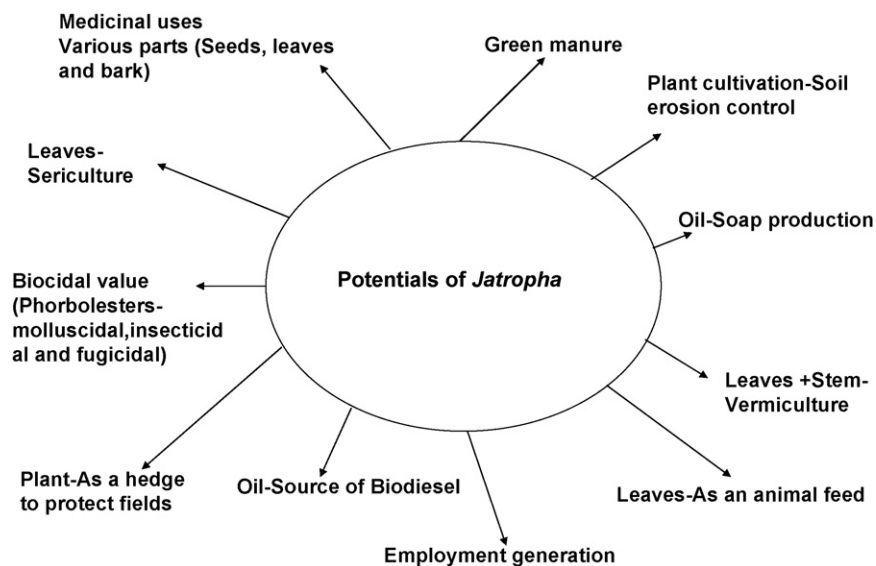 Medicinal uses
Various parts (Seeds, leaves
and bark)
Green manure
Plant cultivation-Soil
erosion control
Leaves-
Sericulture
Oil-Soap production
Potentials of Jatropha
Biocidal value
(Phorbolesters-
molluscidal,insecticid
al and fugicidal)
Leaves +Stem-
Vermiculture
Plant-As a hedge
to protect fields
Oil-Source of Biodiesel
Leaves-As an animal feed
Employment generation